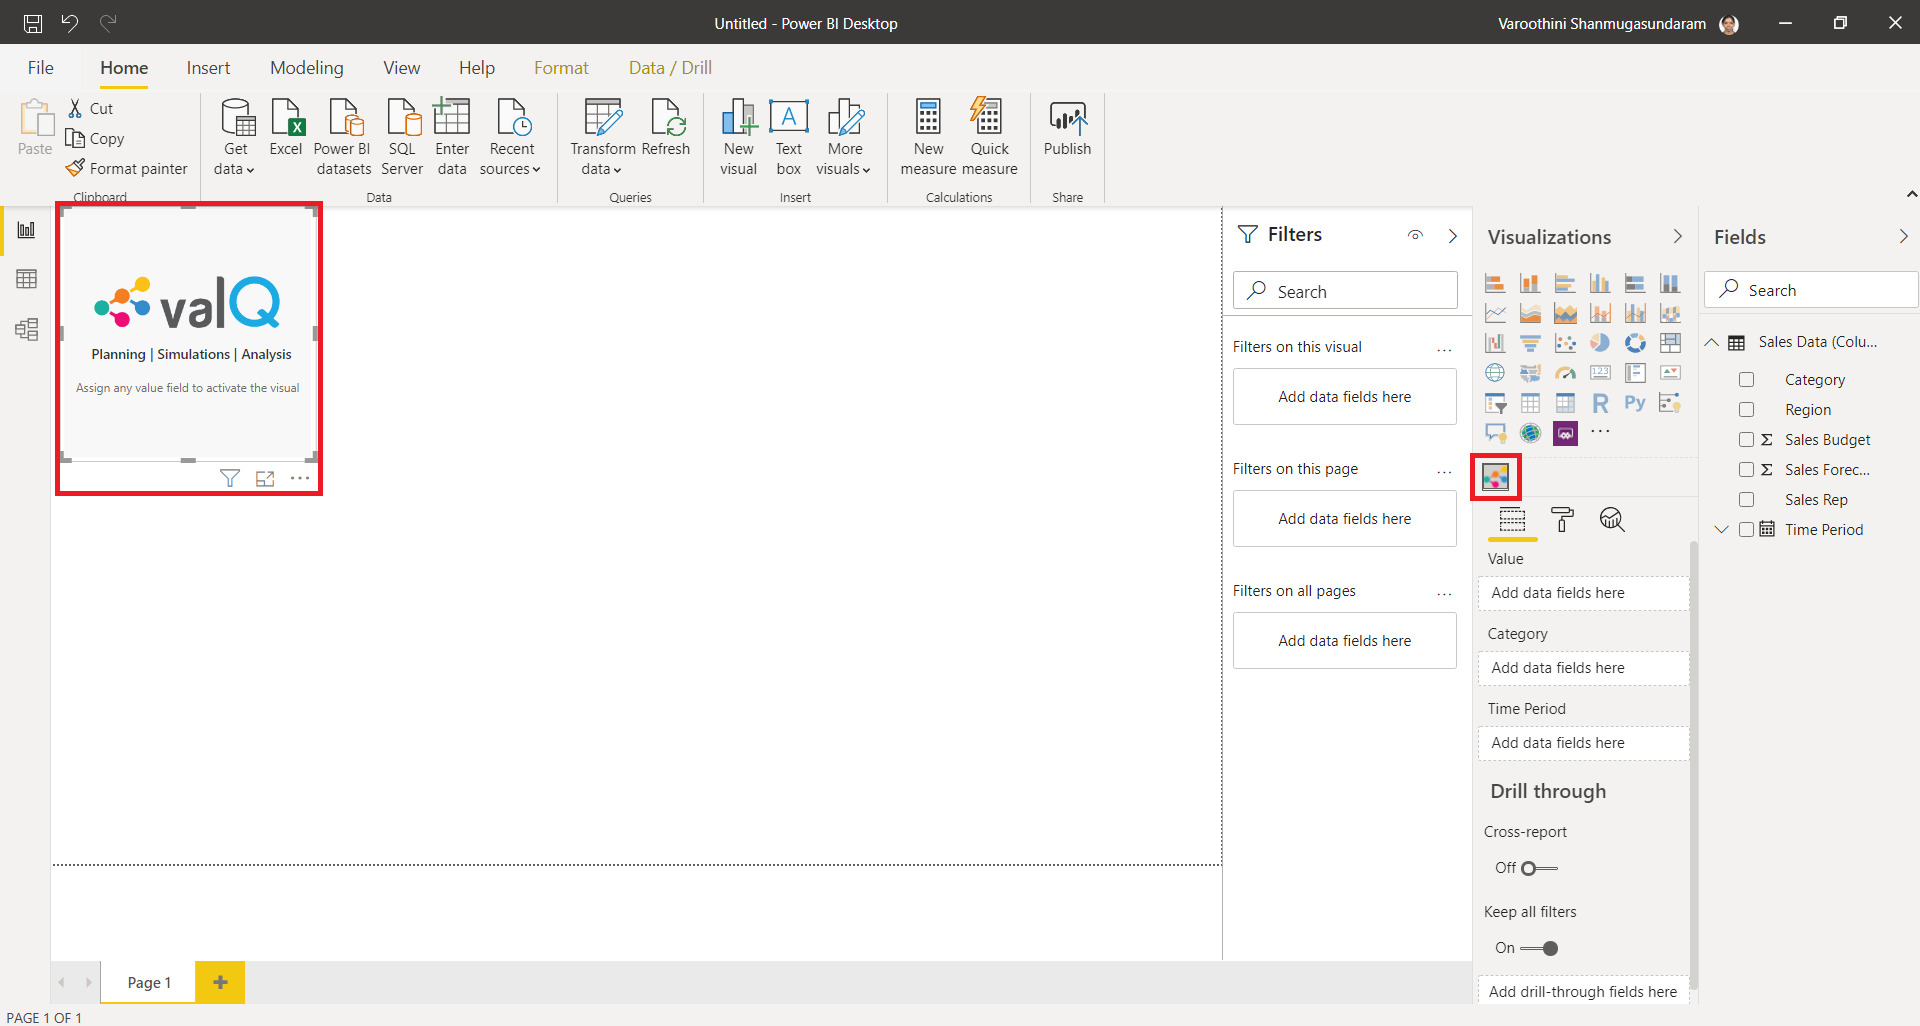 Untitled - Power BI Desktop
Varoothini Shanmugasundaram
File
Home
Insert
Modeling
View
Help
Format
Data / Drill
Paste
Cut
Copy
Format painter
Clipboard
Get
data
Excel
Power BI
datasets
SQL
Server
Enter
data
Recent
sources
Data
Transform
data
Refresh
Queries
New
visual
A
Text
box
More
visuals
Insert
New
measure
Quick
measure
Calculations
Publish
Share
valQ
Planning | Simulations | Analysis
Assign any value field to activate the visual
Filters
Search
Filters on this visual
...
Add data fields here
Filters on this page
...
Add data fields here
Filters on all pages
...
Add data fields here
Visualizations
123
R
Py
...
Value
Add data fields here
Category
Add data fields here
Time Period
Add data fields here
Drill through
Cross-report
Off
Keep all filters
On
Add drill-through fields here
Fields
Search
Sales Data (Colu...
Category
Region
Σ Sales Budget
Σ Sales Forec...
Sales Rep
Time Period
Page 1
+
PAGE 1 OF 1